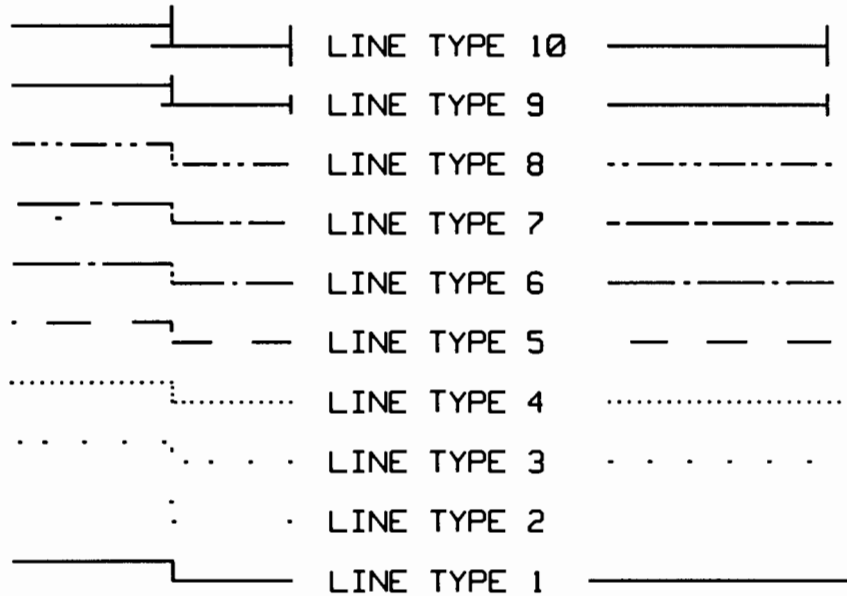 LINE TYPE 10
LINE TYPE 9
LINE TYPE 8
LINE TYPE 7
LINE TYPE 6
LINE TYPE 5
LINE TYPE 4
LINE TYPE 3
LINE TYPE 2
LINE TYPE 1